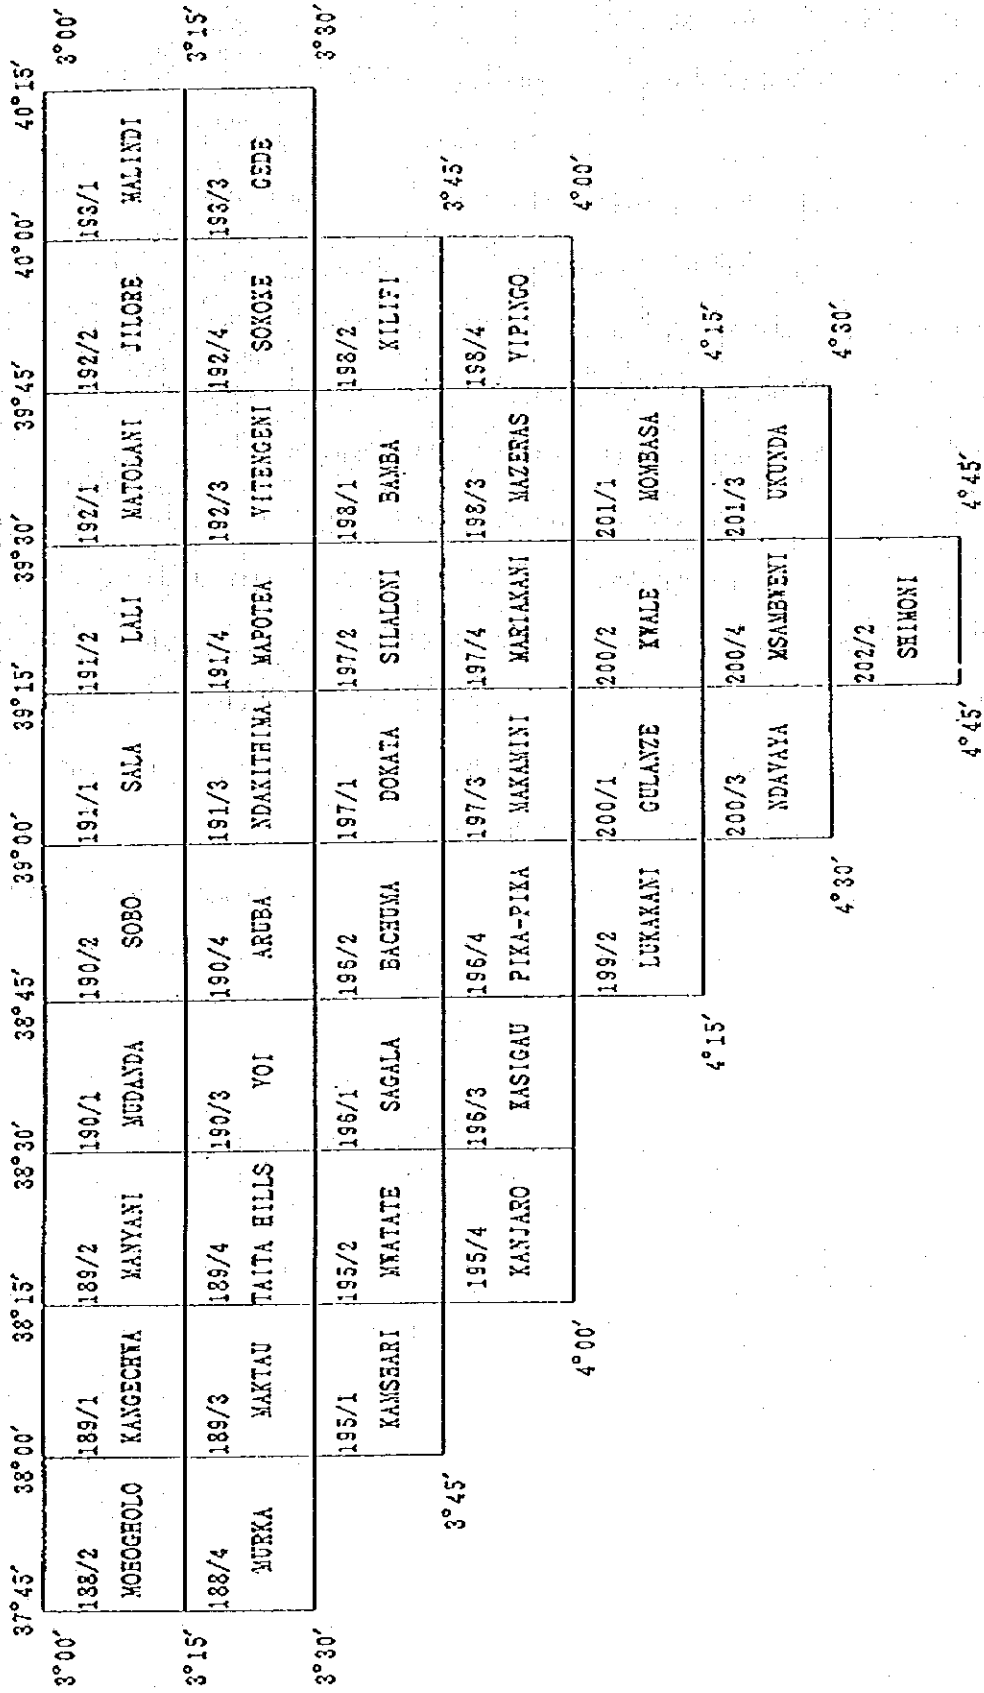 37°45′ 38°00′ 38°15′ 38°30′ 38°45′ 39°00′ 39°15′ 39°30′ 39°45′ 40°00′ 40°15′
3°00′ 3°00′
188/2 189/1 189/2 190/1 190/2 191/1 191/2 192/1 192/2 193/1
MOHOGHOLO KANGECHWA MANYANI MUDANDA SOBO SALA LALI MATOLANI JILORE MALINDI
3°15′ 3°15′
188/4 189/3 189/4 190/3 190/4 191/3 191/4 192/3 192/4 193/3
MURKA MAKTAU TAITA HILLS VOI ARUBA NDAKITHIMA MAPOTEA VITENGENI SOKOKE GEDE
3°30′ 3°30′
195/1 195/2 196/1 196/2 197/1 197/2 198/1 198/2
KAMSHARI MWATATE SAGALA BACHUMA DOKATA SILALONI BAMBA KILIFI
3°45′ 3°45′
195/4 196/3 196/4 197/3 197/4 198/3 198/4
KANJARO KASIGAU PIKA-PIKA MAKAMINI MARIAKANI MAZERAS VIPINGO
4°00′ 4°00′
199/2 200/1 200/2 201/1
LUKAKANI GULANZE KWALE MOMBASA
4°15′ 4°15′
200/3 200/4 201/3
NDAVAYA MSAMBWENI UKUNDA
4°30′ 4°30′
202/2
SHIMONI
4°45′ 4°45′